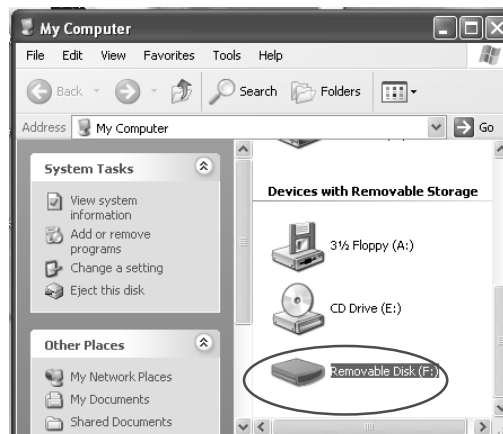 My Computer
File Edit View Favorites Tools Help
Back Search Folders
Address My Computer Go
System Tasks
View system
information
Add or remove
programs
Change a setting
Eject this disk
Other Places
My Network Places
My Documents
Shared Documents
Devices with Removable Storage
3½ Floppy (A:)
CD Drive (E:)
Removable Disk (F:)